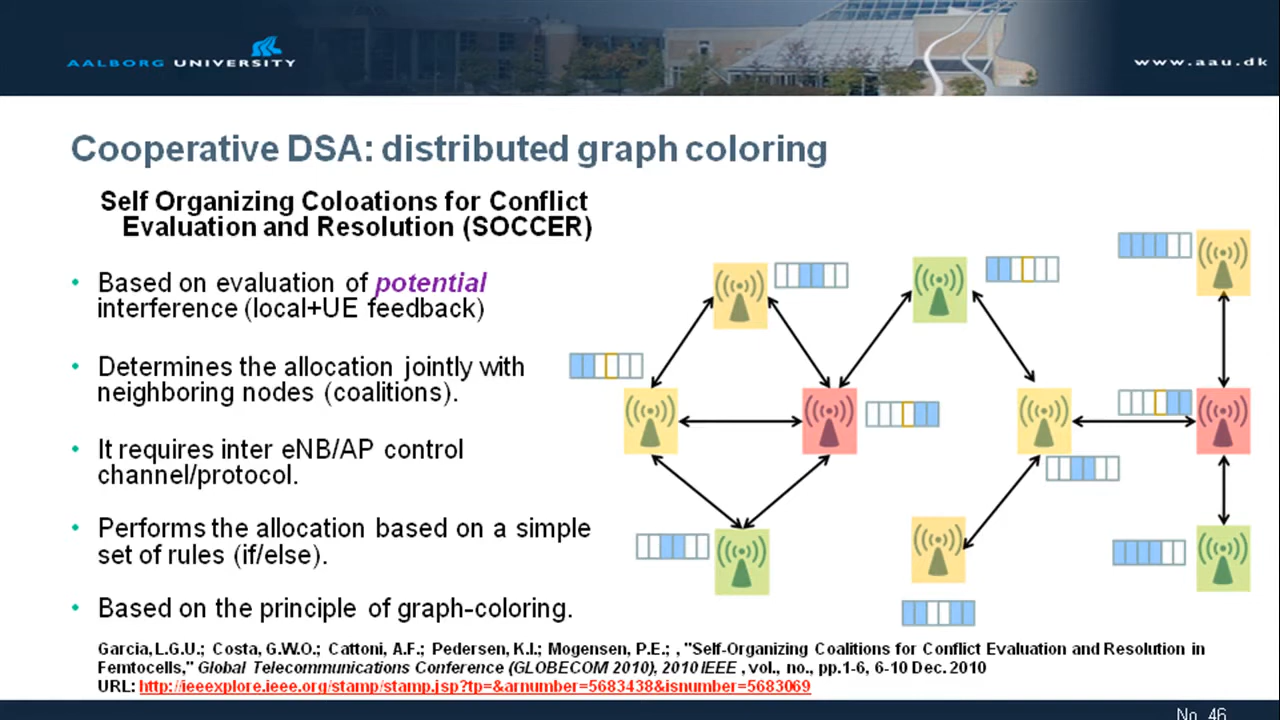 AALBORG UNIVERSITY
www.aau.dk
Cooperative DSA: distributed graph coloring
Self Organizing Coloations for Conflict
Evaluation and Resolution (SOCCER)
• Based on evaluation of potential
interference (local+UE feedback)
• Determines the allocation jointly with
neighboring nodes (coalitions).
• It requires inter eNB/AP control
channel/protocol.
• Performs the allocation based on a simple
set of rules (if/else).
• Based on the principle of graph-coloring.
Garcia,L.G.U.; Costa,G.W.O.; Cattoni,A.F.; Pedersen,K.I.; Mogensen,P.E.; , "Self-Organizing Coalitions for Conflict Evaluation and Resolution in
Femtocells," Global Telecommunications Conference (GLOBECOM 2010), 2010 IEEE , vol., no., pp.1-6, 6-10 Dec. 2010
URL: http://ieeexplore.ieee.org/stamp/stamp.jsp?tp=&arnumber=5683438&isnumber=5683069
No. 46